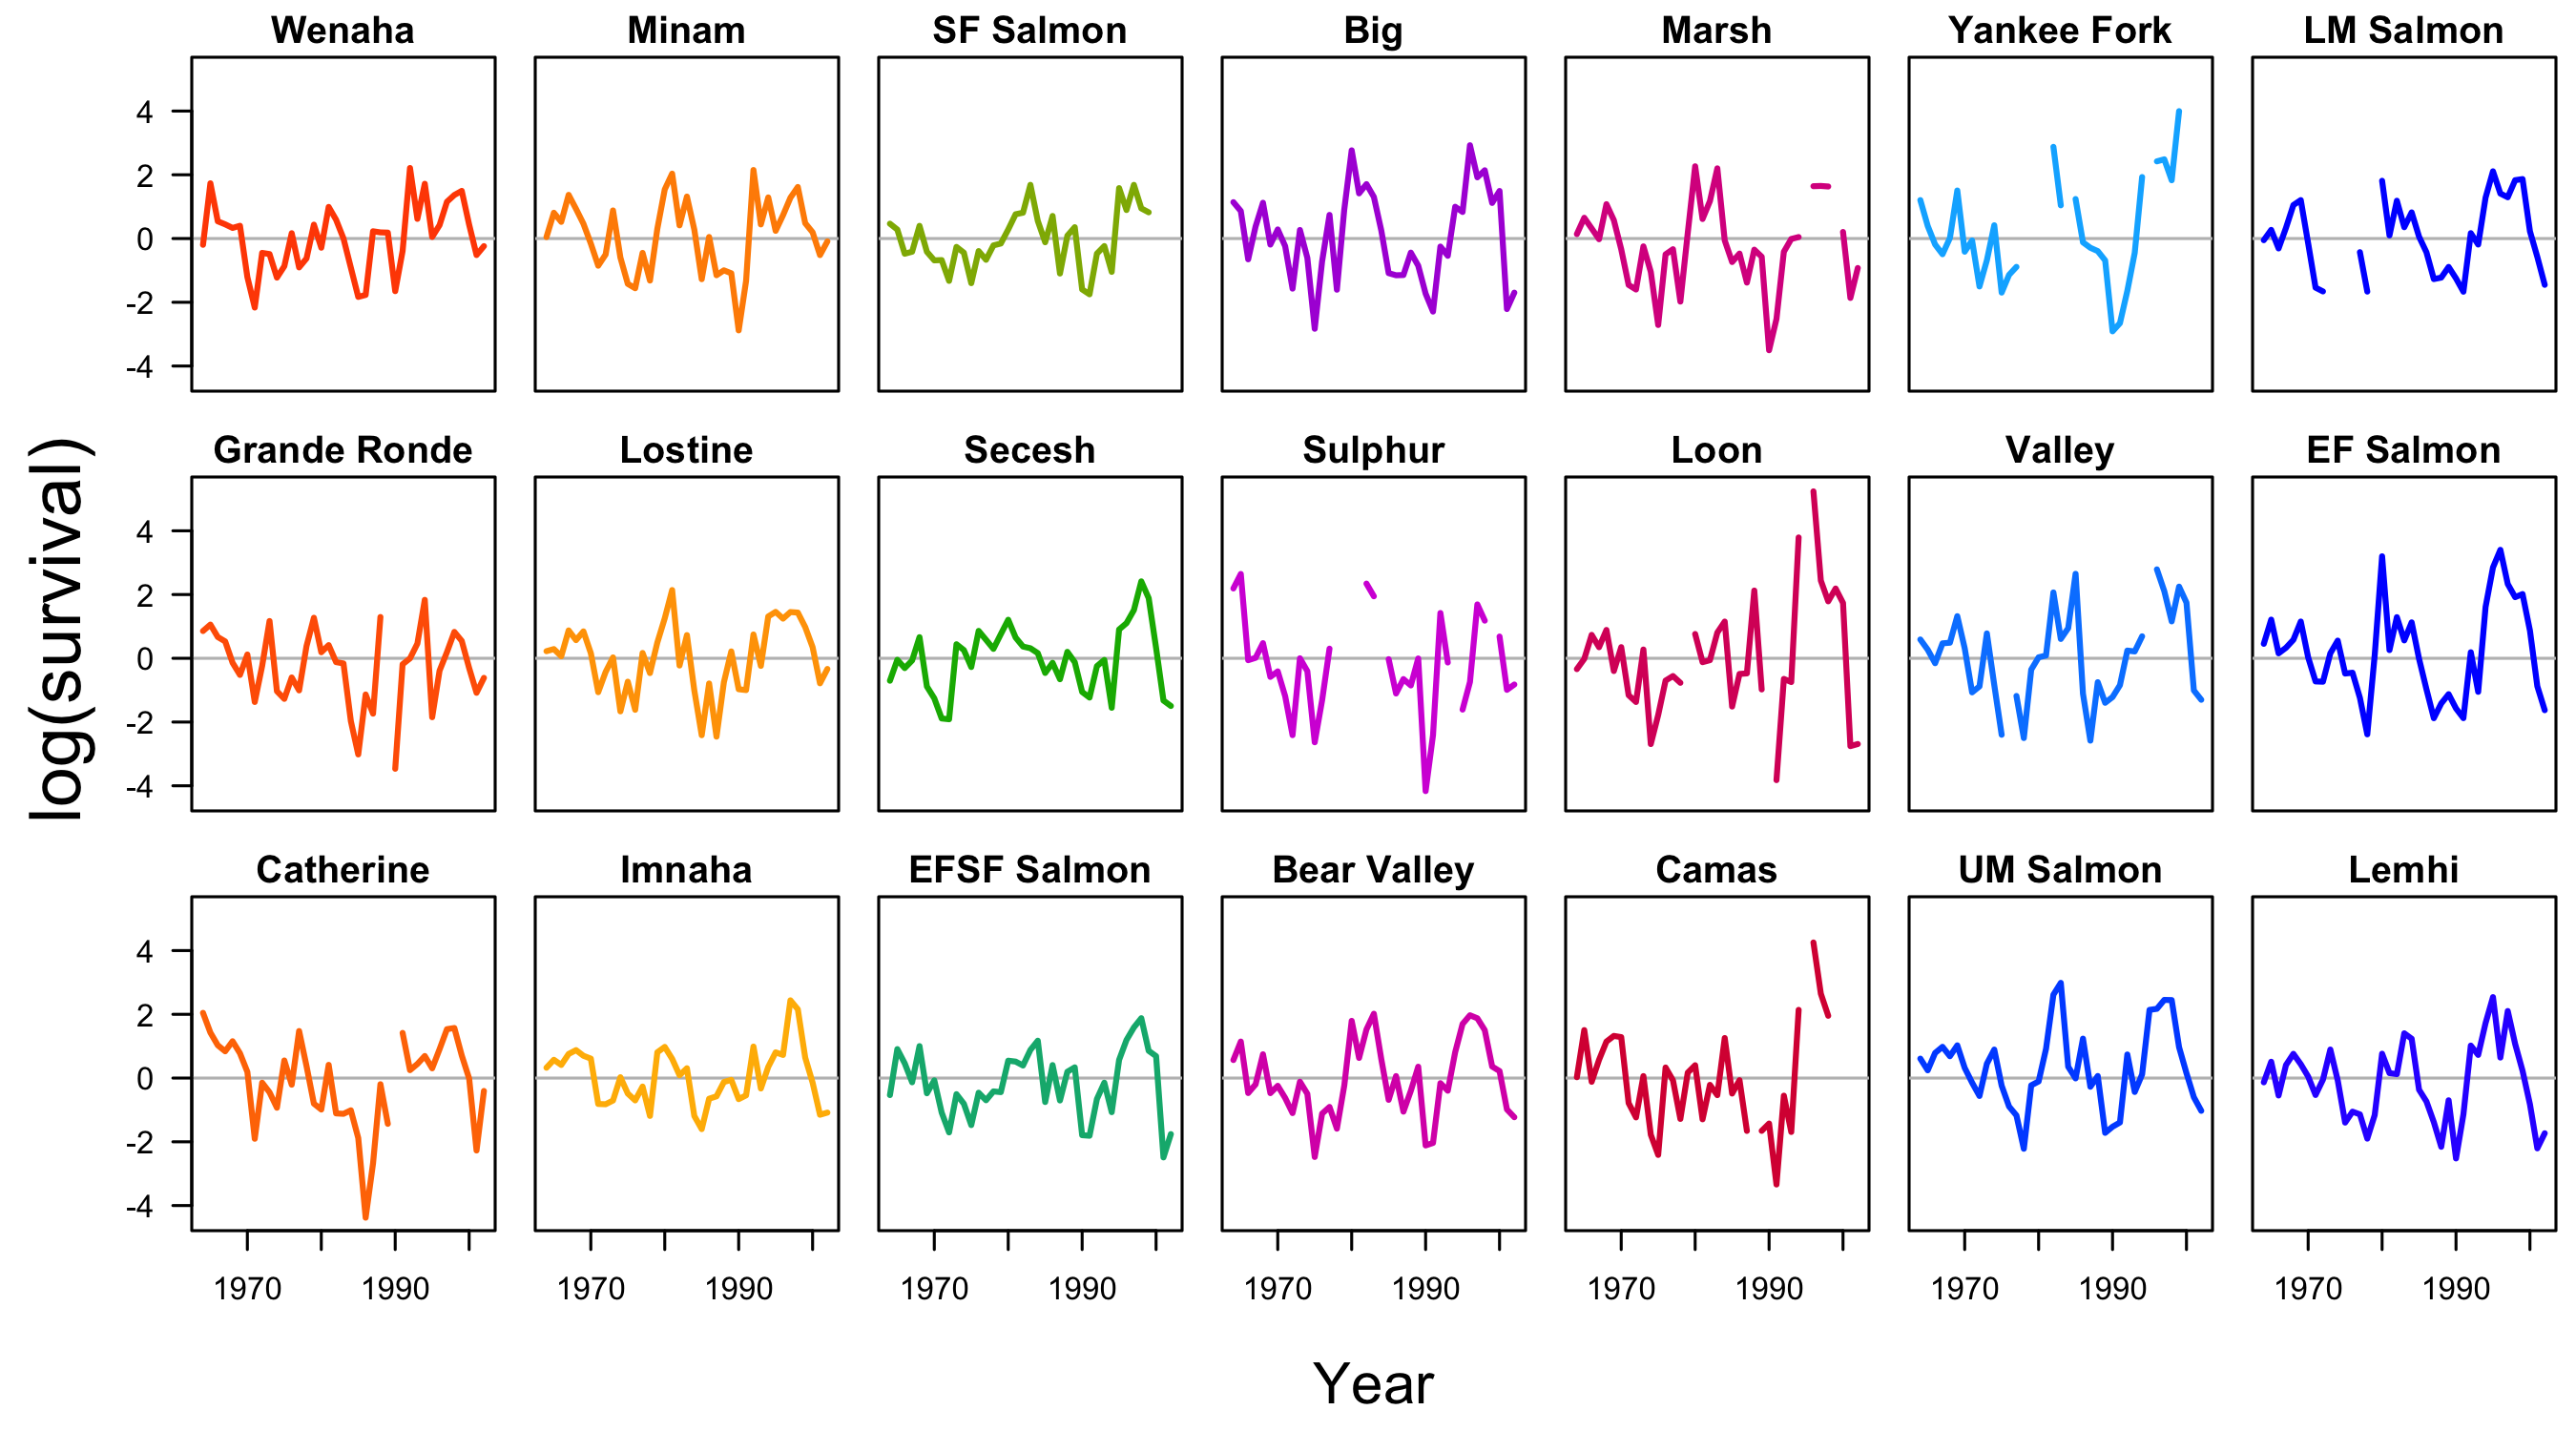 Wenaha Minam SF Salmon Big Marsh Yankee Fork LM Salmon
4
2
0
-2
-4
Grande Ronde Lostine Secesh Sulphur Loon Valley EF Salmon
4
2
0
-2
-4
log(survival)
Catherine Imnaha EFSF Salmon Bear Valley Camas UM Salmon Lemhi
4
2
0
-2
-4
1970 1990 1970 1990 1970 1990 1970 1990 1970 1990 1970 1990 1970 1990
Year